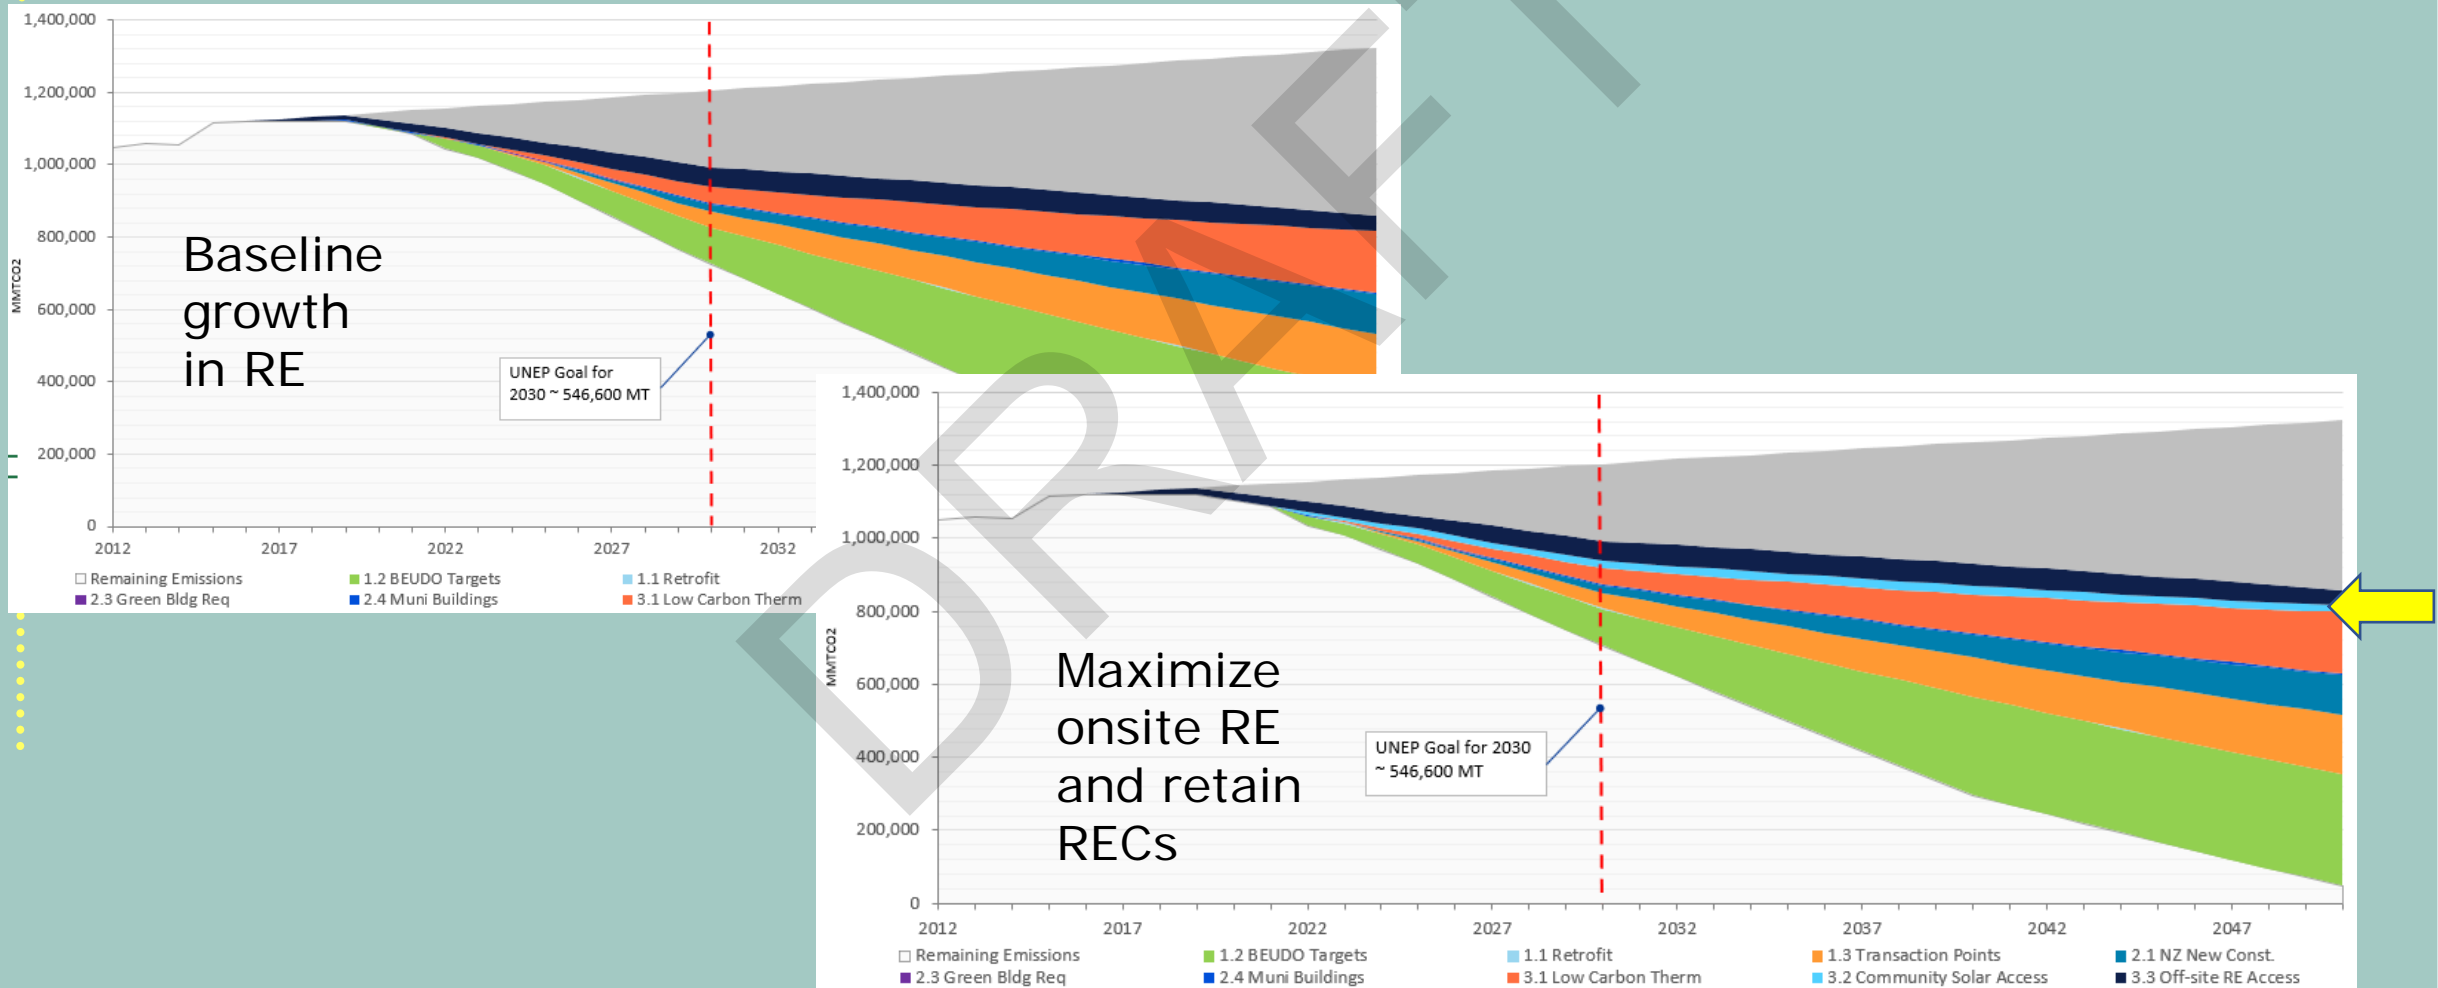 1,400,000
1,200,000
1,000,000
800,000
600,000
400,000
200,000
0
MMTCO2
Baseline
growth
in RE
UNEP Goal for
2030 ~ 546,600 MT
2012 2017 2022 2027 2032
Remaining Emissions 1.2 BEUDO Targets 1.1 Retrofit
2.3 Green Bldg Req 2.4 Muni Buildings 3.1 Low Carbon Therm
1,400,000
1,200,000
1,000,000
800,000
600,000
400,000
200,000
0
MMTCO2
Maximize
onsite RE
and retain
RECs
UNEP Goal for 2030
~ 546,600 MT
2012 2017 2022 2027 2032 2037 2042 2047
Remaining Emissions 1.2 BEUDO Targets 1.1 Retrofit 1.3 Transaction Points 2.1 NZ New Const.
2.3 Green Bldg Req 2.4 Muni Buildings 3.1 Low Carbon Therm 3.2 Community Solar Access 3.3 Off-site RE Access
DRAFT